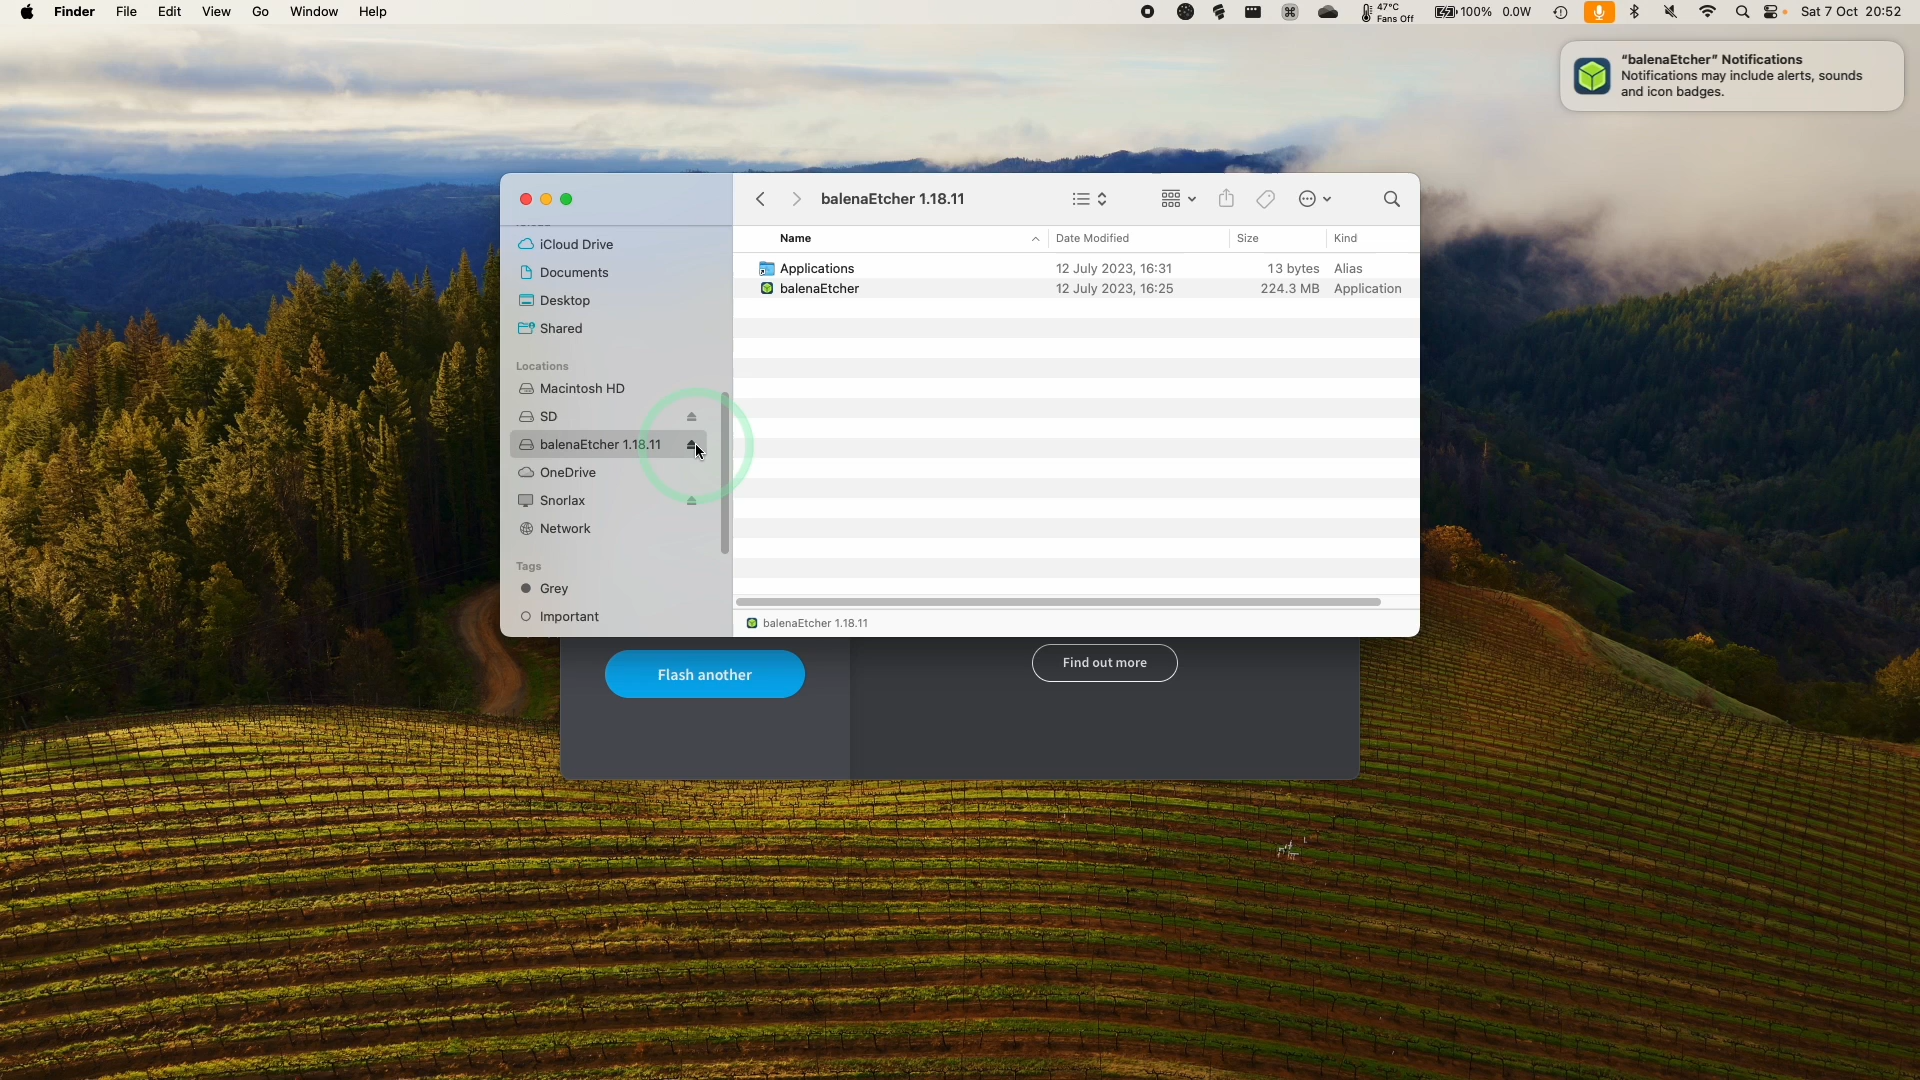 Finder File Edit View Go Window Help
47°C
Fans Off
100% 0.0W
Sat 7 Oct 20:52
"balenaEtcher" Notifications
Notifications may include alerts, sounds
and icon badges.
balenaEtcher 1.18.11
iCloud Drive
Documents
Desktop
Shared
Locations
Macintosh HD
SD
balenaEtcher 1.18.11
OneDrive
Snorlax
Network
Tags
Grey
Important
Name Date Modified Size Kind
Applications 12 July 2023, 16:31 13 bytes Alias
balenaEtcher 12 July 2023, 16:25 224.3 MB Application
balenaEtcher 1.18.11
Flash another
Find out more